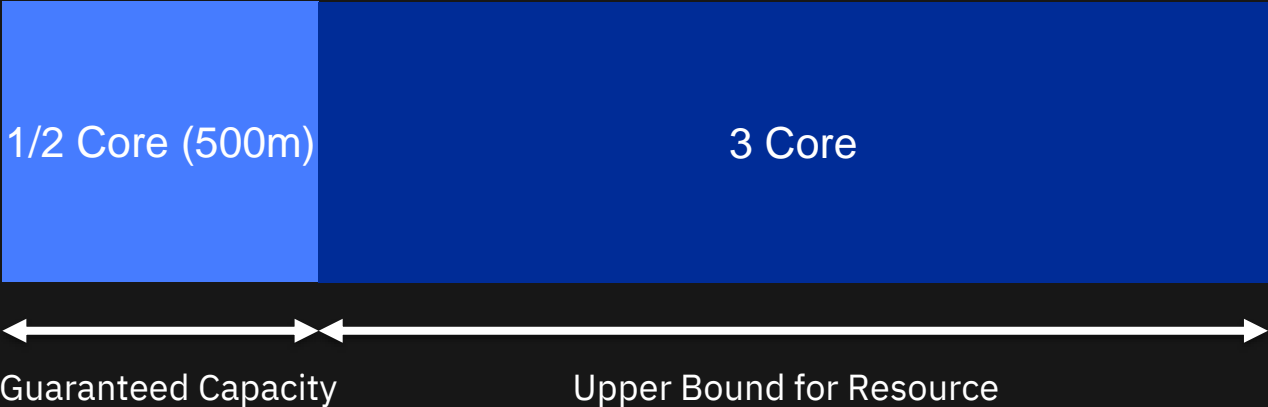 1/2 Core (500m)
3 Core
Guaranteed Capacity
Upper Bound for Resource